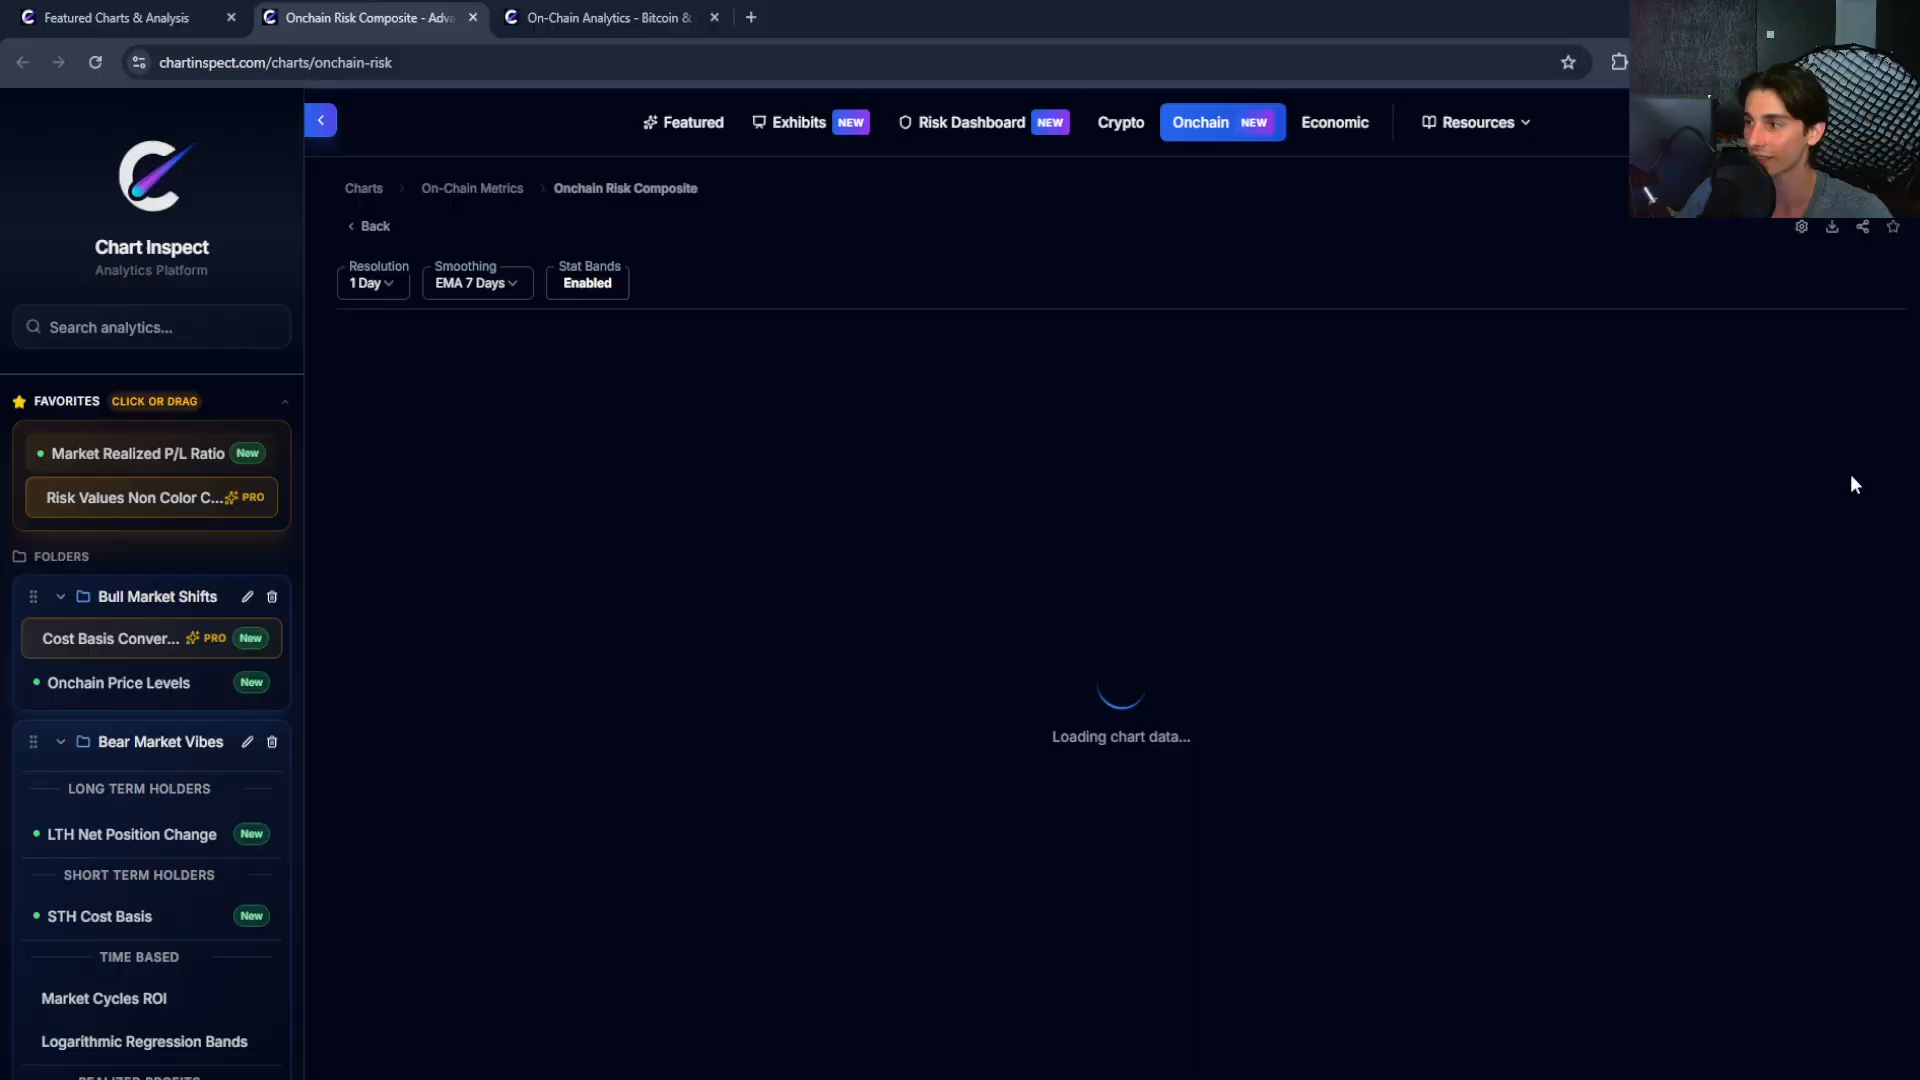 Featured Charts & Analysis
Onchain Risk Composite - Adva
On-Chain Analytics - Bitcoin &
chartinspect.com/charts/onchain-risk
Chart Inspect
Analytics Platform
Search analytics...
FAVORITES CLICK OR DRAG
Market Realized P/L Ratio New
Risk Values Non Color C... PRO
FOLDERS
Bull Market Shifts
Cost Basis Conver... PRO New
Onchain Price Levels New
Bear Market Vibes
LONG TERM HOLDERS
LTH Net Position Change New
SHORT TERM HOLDERS
STH Cost Basis New
TIME BASED
Market Cycles ROI
Logarithmic Regression Bands
REALIZED PROFITS
Featured
Exhibits NEW
Risk Dashboard NEW
Crypto
Onchain NEW
Economic
Resources
Charts > On-Chain Metrics > Onchain Risk Composite
Back
Resolution
1 Day
Smoothing
EMA 7 Days
Stat Bands
Enabled
Loading chart data...